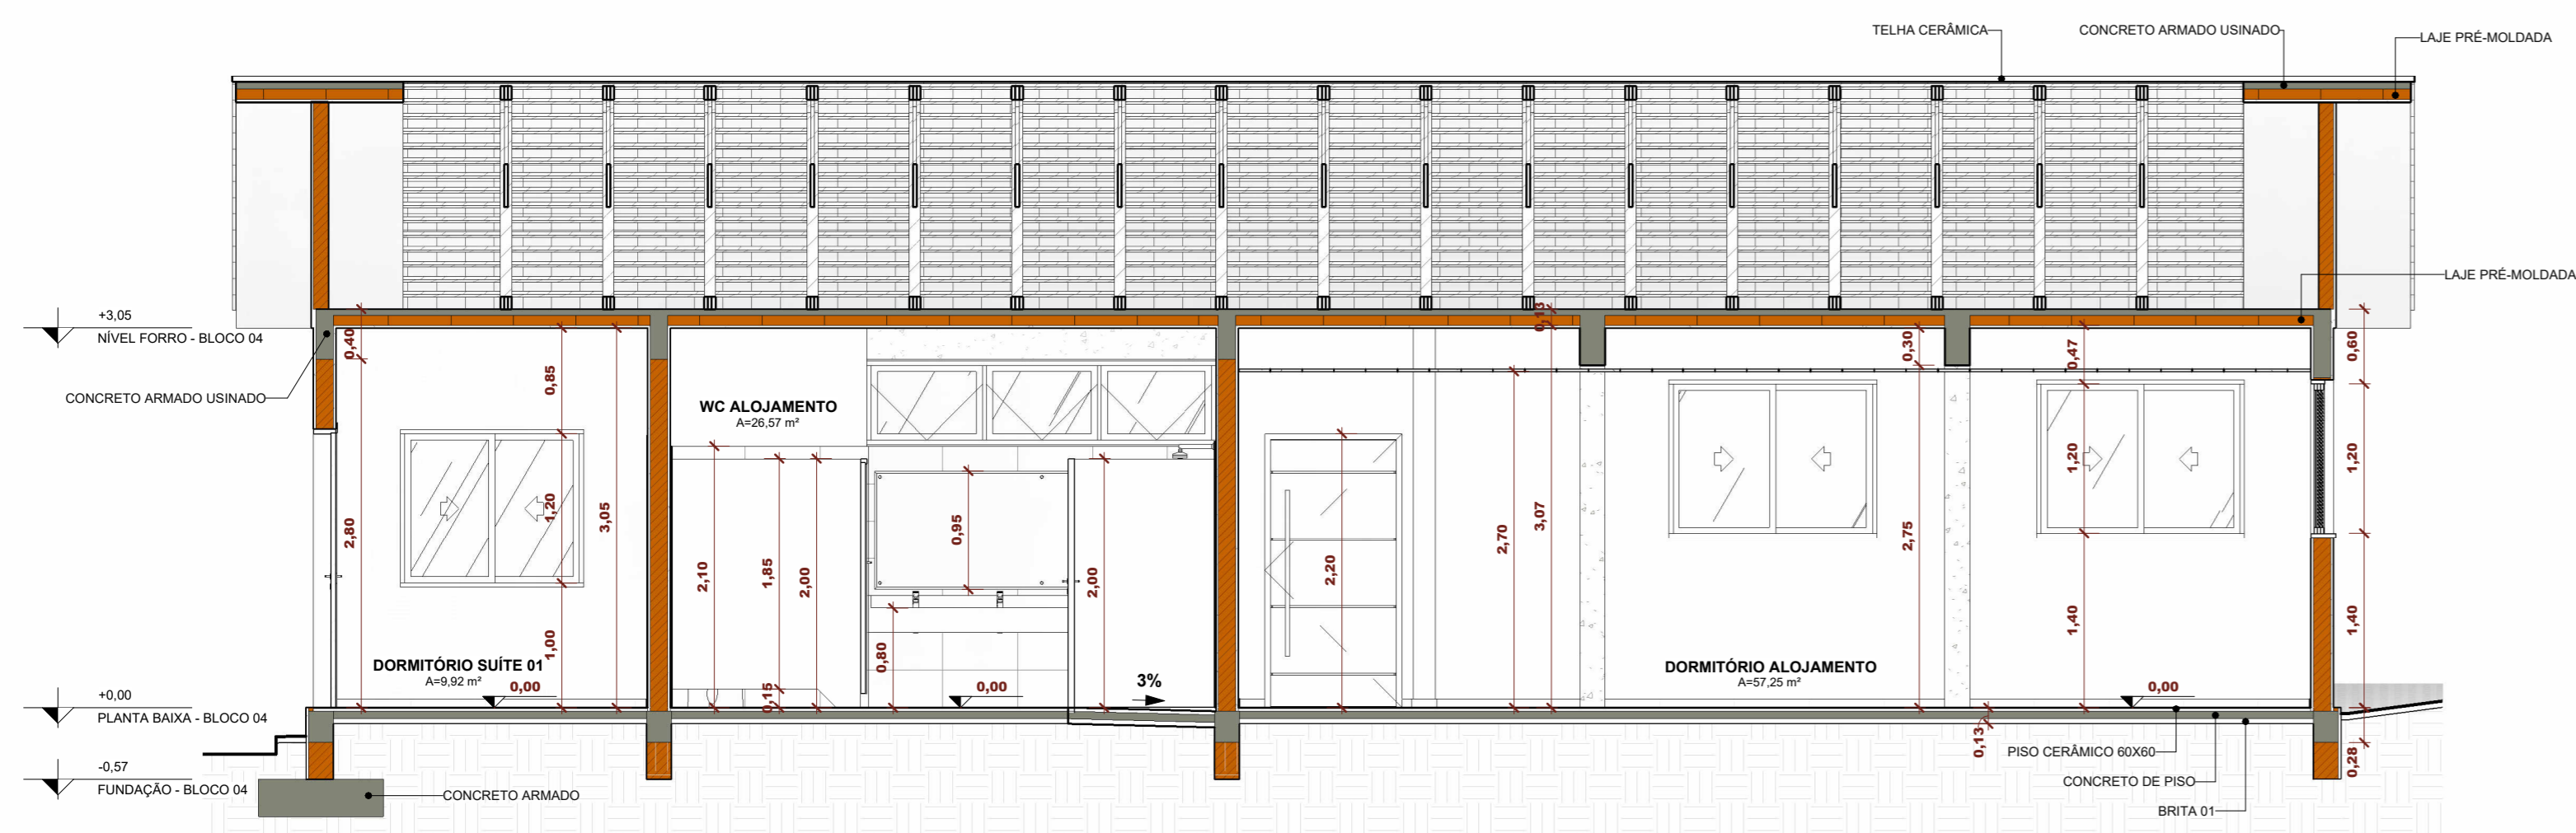 TELHA CERÂMICA
CONCRETO ARMADO USINADO
LAJE PRÉ-MOLDADA
LAJE PRÉ-MOLDADA
+3,05
NÍVEL FORRO - BLOCO 04
CONCRETO ARMADO USINADO
0,40
0,85
3,05
1,20
2,80
1,00
DORMITÓRIO SUÍTE 01
A=9,92 m²
0,00
WC ALOJAMENTO
A=26,57 m²
2,10
1,85
2,00
0,15
0,95
0,80
0,00
2,00
3%
2,20
2,70
0,13
3,07
0,30
2,75
0,47
1,20
1,40
DORMITÓRIO ALOJAMENTO
A=57,25 m²
0,00
0,60
1,20
1,40
0,28
0,13
+0,00
PLANTA BAIXA - BLOCO 04
-0,57
FUNDAÇÃO - BLOCO 04
CONCRETO ARMADO
PISO CERÂMICO 60X60
CONCRETO DE PISO
BRITA 01